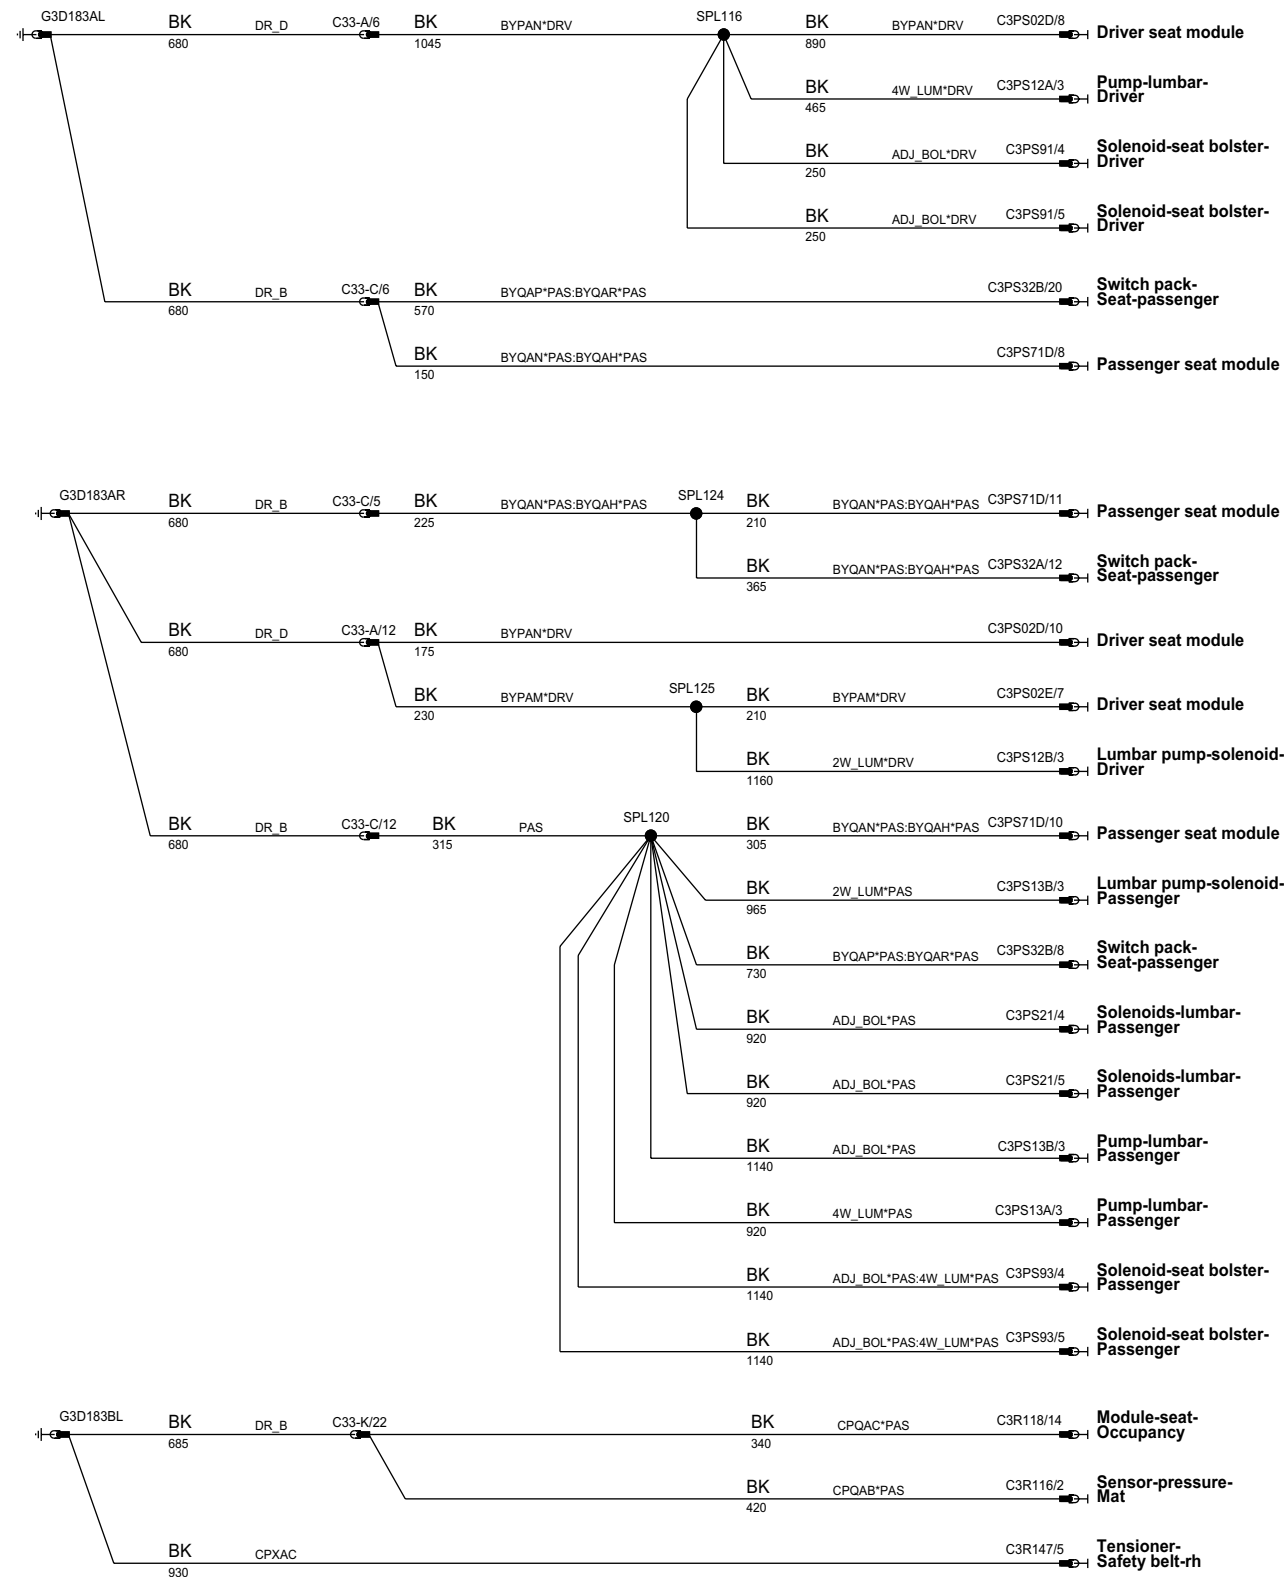 G3D183AL BK DR_D C33-A/6 BK BYPAN*DRV SPL116 BK BYPAN*DRV C3PS02D/8 Driver seat module
680 1045 890
BK 4W_LUM*DRV C3PS12A/3 Pump-lumbar-
Driver
465
BK ADJ_BOL*DRV C3PS91/4 Solenoid-seat bolster-
Driver
250
BK ADJ_BOL*DRV C3PS91/5 Solenoid-seat bolster-
Driver
250
BK DR_B C33-C/6 BK BYQAP*PAS:BYQAR*PAS C3PS32B/20 Switch pack-
Seat-passenger
680 570
BK BYQAN*PAS:BYQAH*PAS C3PS71D/8 Passenger seat module
150
G3D183AR BK DR_B C33-C/5 BK BYQAN*PAS:BYQAH*PAS SPL124 BK BYQAN*PAS:BYQAH*PAS C3PS71D/11 Passenger seat module
680 225 210
BK BYQAN*PAS:BYQAH*PAS C3PS32A/12 Switch pack-
Seat-passenger
365
BK DR_D C33-A/12 BK BYPAN*DRV C3PS02D/10 Driver seat module
680 175
BK BYPAM*DRV SPL125 BK BYPAM*DRV C3PS02E/7 Driver seat module
230 210
BK 2W_LUM*DRV C3PS12B/3 Lumbar pump-solenoid-
Driver
1160
BK DR_B C33-C/12 BK PAS SPL120 BK BYQAN*PAS:BYQAH*PAS C3PS71D/10 Passenger seat module
680 315 305
BK 2W_LUM*PAS C3PS13B/3 Lumbar pump-solenoid-
Passenger
965
BK BYQAP*PAS:BYQAR*PAS C3PS32B/8 Switch pack-
Seat-passenger
730
BK ADJ_BOL*PAS C3PS21/4 Solenoids-lumbar-
Passenger
920
BK ADJ_BOL*PAS C3PS21/5 Solenoids-lumbar-
Passenger
920
BK ADJ_BOL*PAS C3PS13B/3 Pump-lumbar-
Passenger
1140
BK 4W_LUM*PAS C3PS13A/3 Pump-lumbar-
Passenger
920
BK ADJ_BOL*PAS:4W_LUM*PAS C3PS93/4 Solenoid-seat bolster-
Passenger
1140
BK ADJ_BOL*PAS:4W_LUM*PAS C3PS93/5 Solenoid-seat bolster-
Passenger
1140
G3D183BL BK DR_B C33-K/22 BK CPQAC*PAS C3R118/14 Module-seat-
Occupancy
685 340
BK CPQAB*PAS C3R116/2 Sensor-pressure-
Mat
420
BK CPXAC C3R147/5 Tensioner-
Safety belt-rh
930